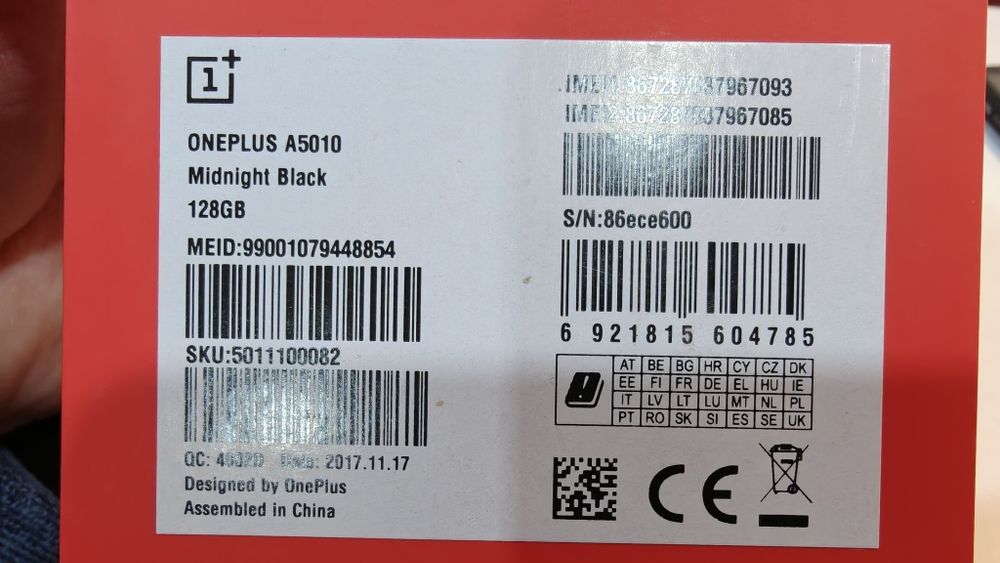 1+
ONEPLUS A5010
Midnight Black
128GB
MEID:99001079448854
SKU:5011100082
QC: Date: 2017.11.17
Designed by OnePlus
Assembled in China
S/N:86ece600
6 921815 604785
AT BE BG HR CY CZ DK
EE FI FR DE EL HU IE
IT LV LT LU MT NL PL
PT RO SK SI ES SE UK
CE